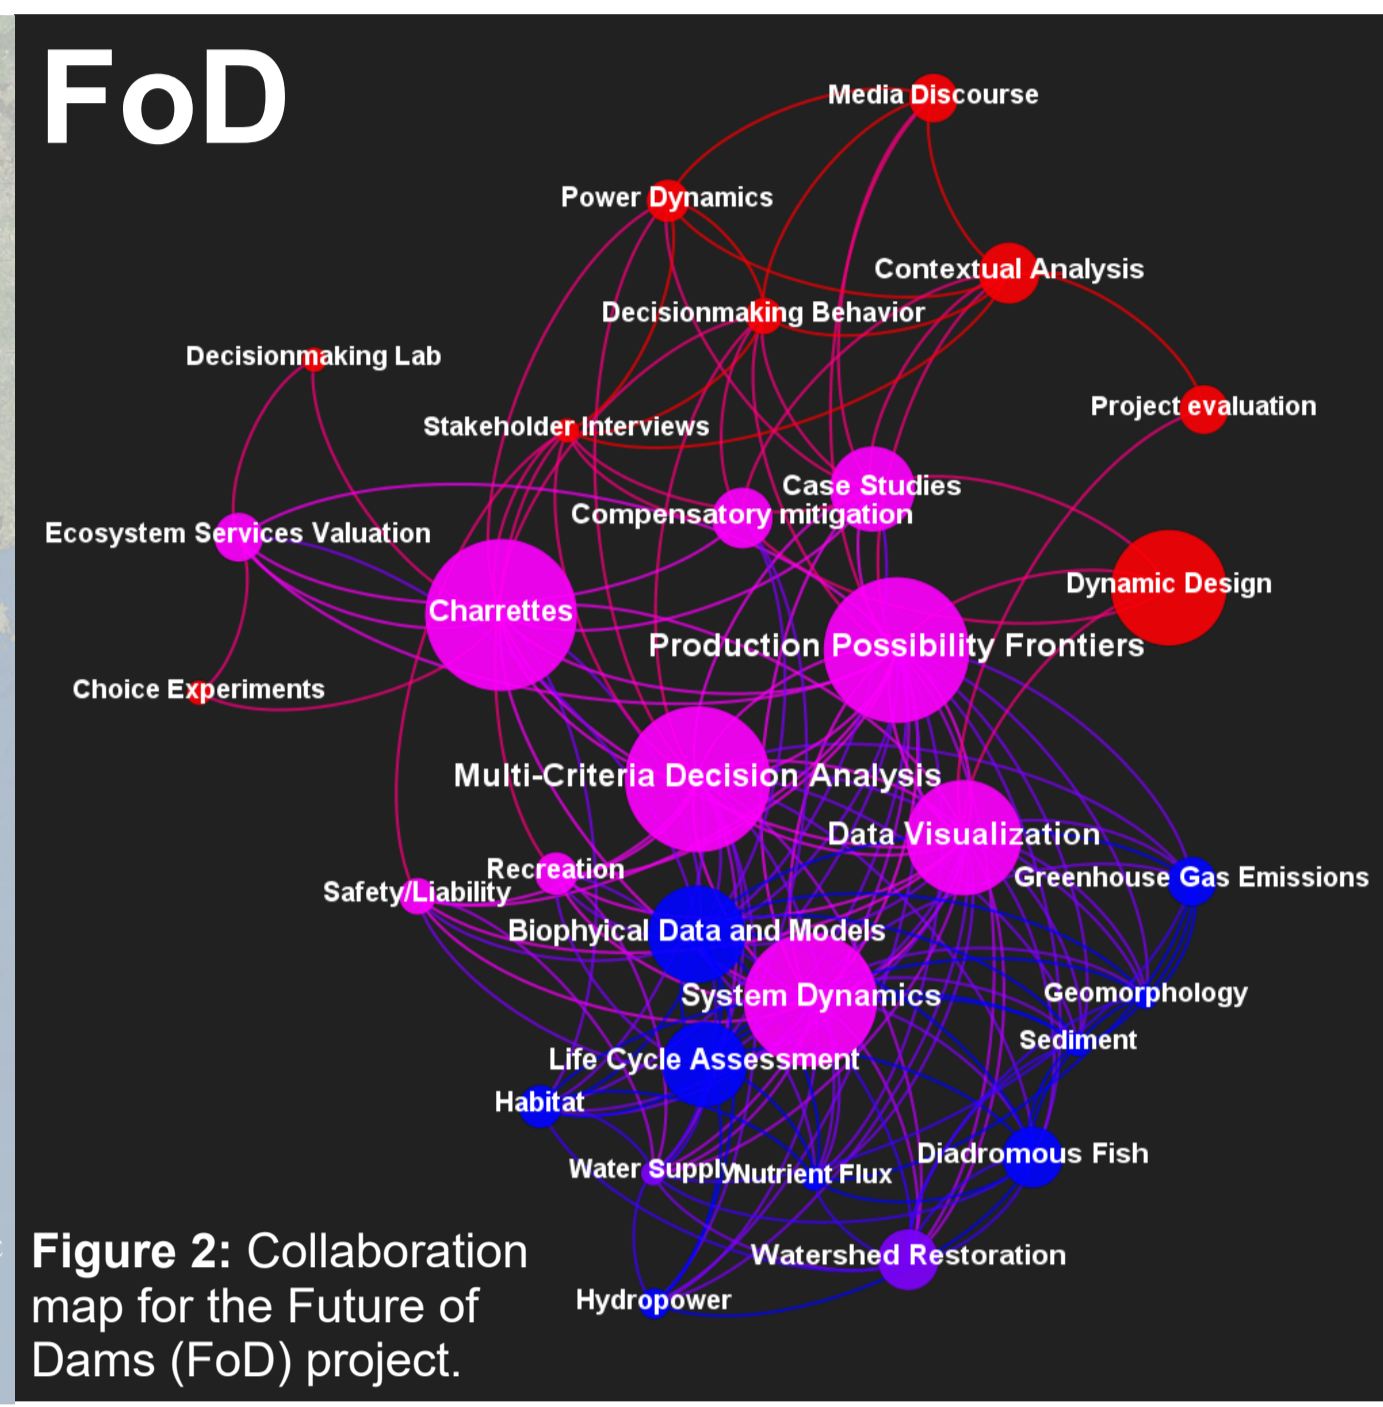 FoD
Media Discourse
Power Dynamics
Contextual Analysis
Decisionmaking Behavior
Decisionmaking Lab
Project evaluation
Stakeholder Interviews
Case Studies
Compensatory mitigation
Ecosystem Services Valuation
Dynamic Design
Charrettes
Production Possibility Frontiers
Choice Experiments
Multi-Criteria Decision Analysis
Data Visualization
Recreation
Greenhouse Gas Emissions
Safety/Liability
Biophyical Data and Models
System Dynamics
Geomorphology
Sediment
Life Cycle Assessment
Habitat
Diadromous Fish
Water Supply
Nutrient Flux
Watershed Restoration
Hydropower
Figure 2: Collaboration
map for the Future of
Dams (FoD) project.